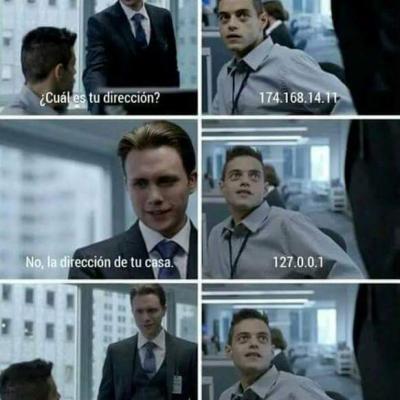 ¿Cuál es tu dirección?
174.168.14.11
No, la dirección de tu casa.
127.0.0.1